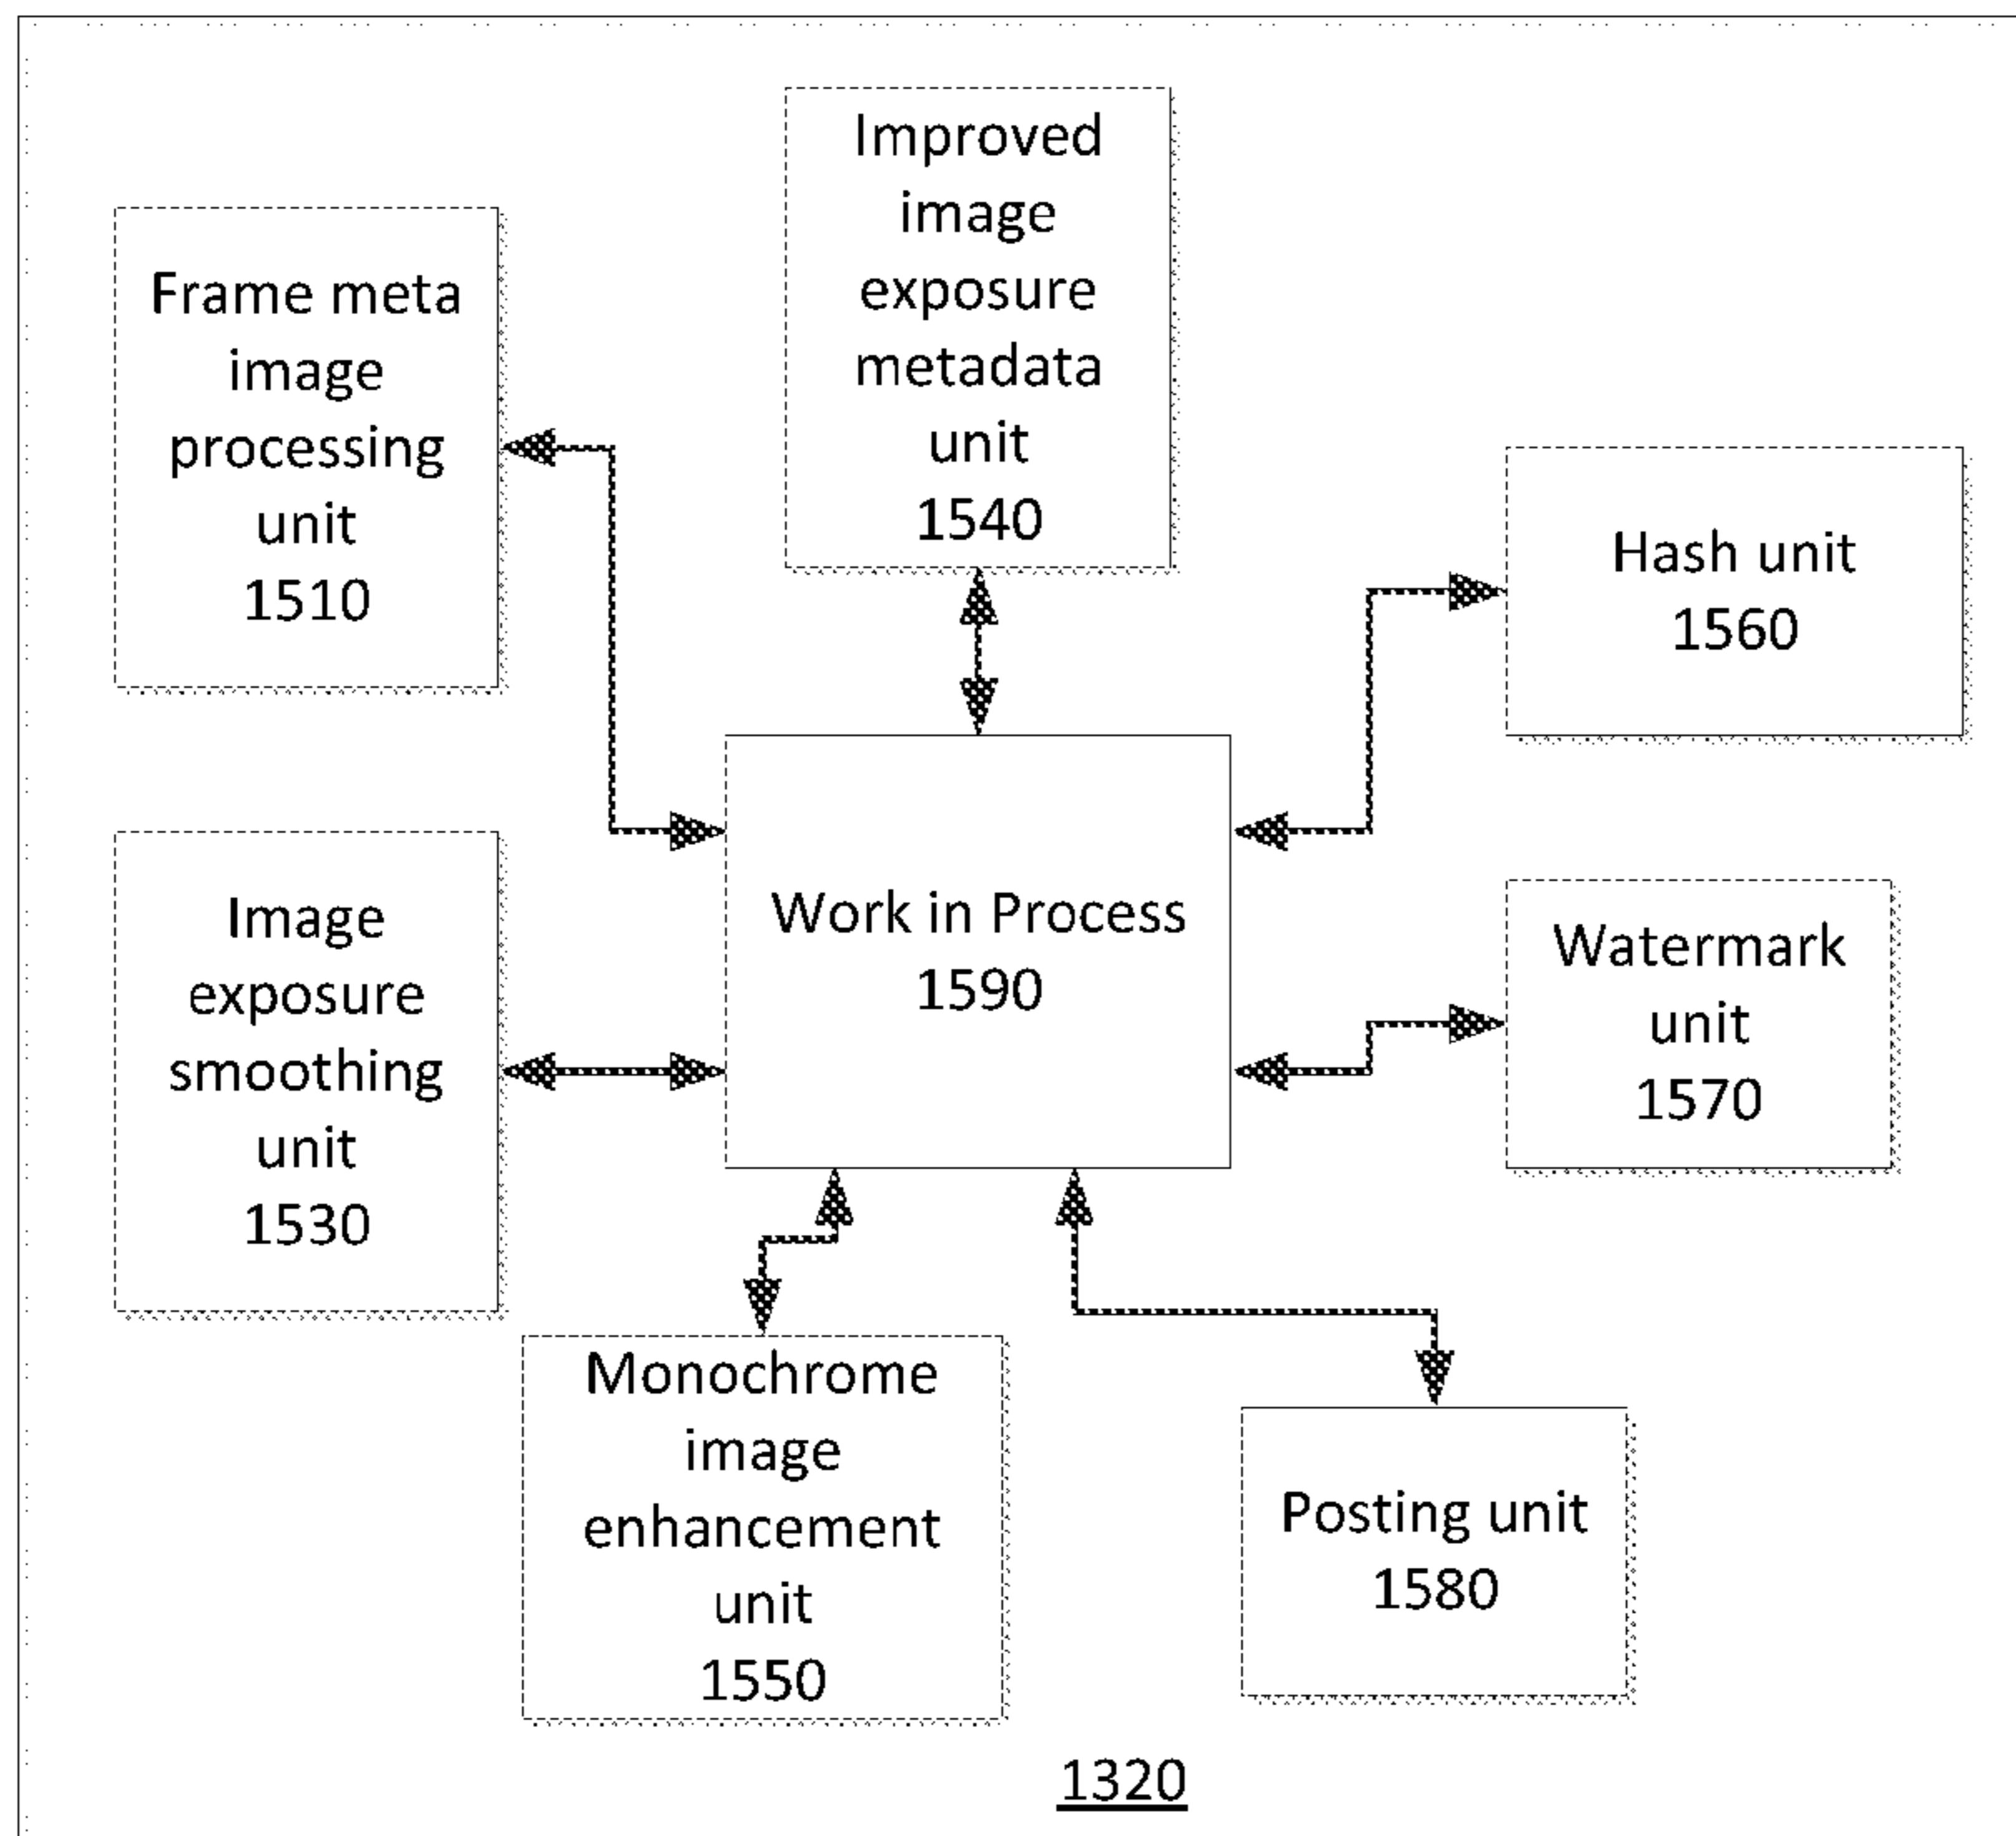 Improved
image
exposure
metadata
unit
1540
Frame meta
image
processing
unit
1510
Hash unit
1560
Work in Process
1590
Image
exposure
smoothing
unit
1530
Watermark
unit
1570
Monochrome
image
enhancement
unit
1550
Posting unit
1580
1320